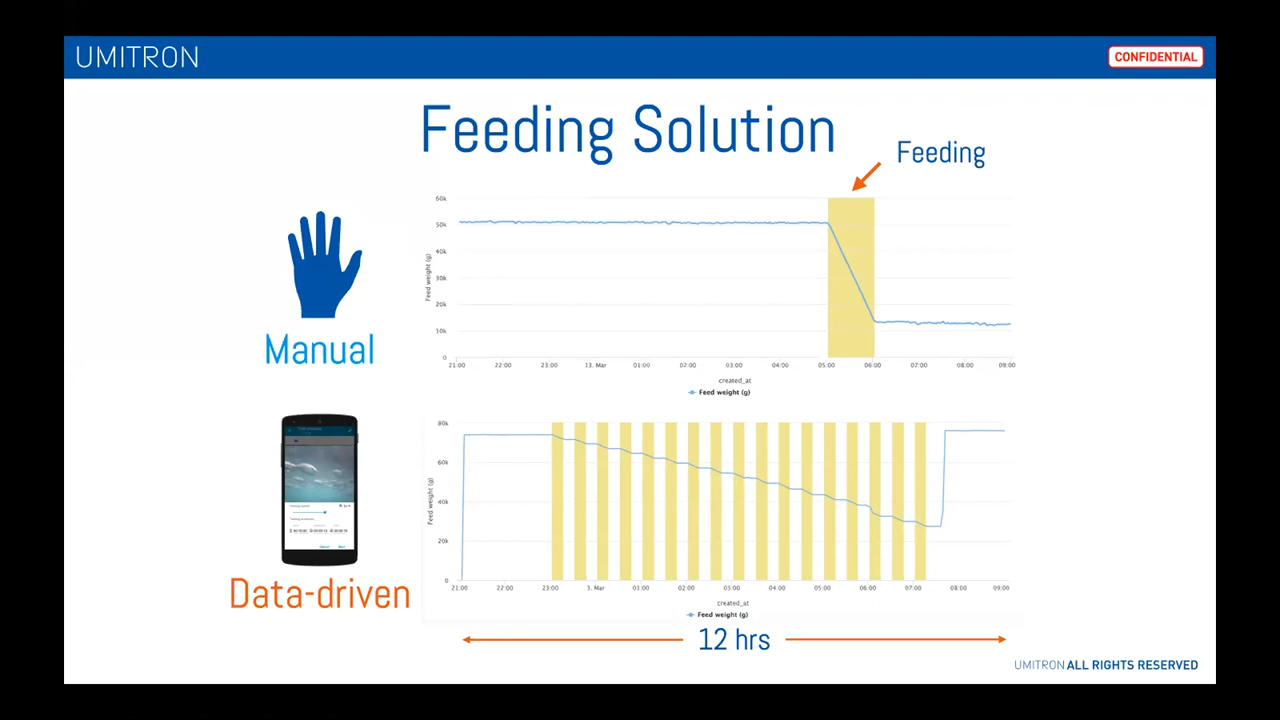 UMITRON
CONFIDENTIAL
Feeding Solution
Feeding
Manual
60k
50k
40k
30k
20k
10k
0
Feed weight (g)
21:00 22:00 23:00 13. Mar 01:00 02:00 03:00 04:00 05:00 06:00 07:00 08:00 09:00
created_at
Feed weight (g)
Data-driven
80k
60k
40k
20k
0
Feed weight (g)
21:00 22:00 23:00 3. Mar 01:00 02:00 03:00 04:00 05:00 06:00 07:00 08:00 09:00
created_at
Feed weight (g)
12 hrs
UMITRON ALL RIGHTS RESERVED